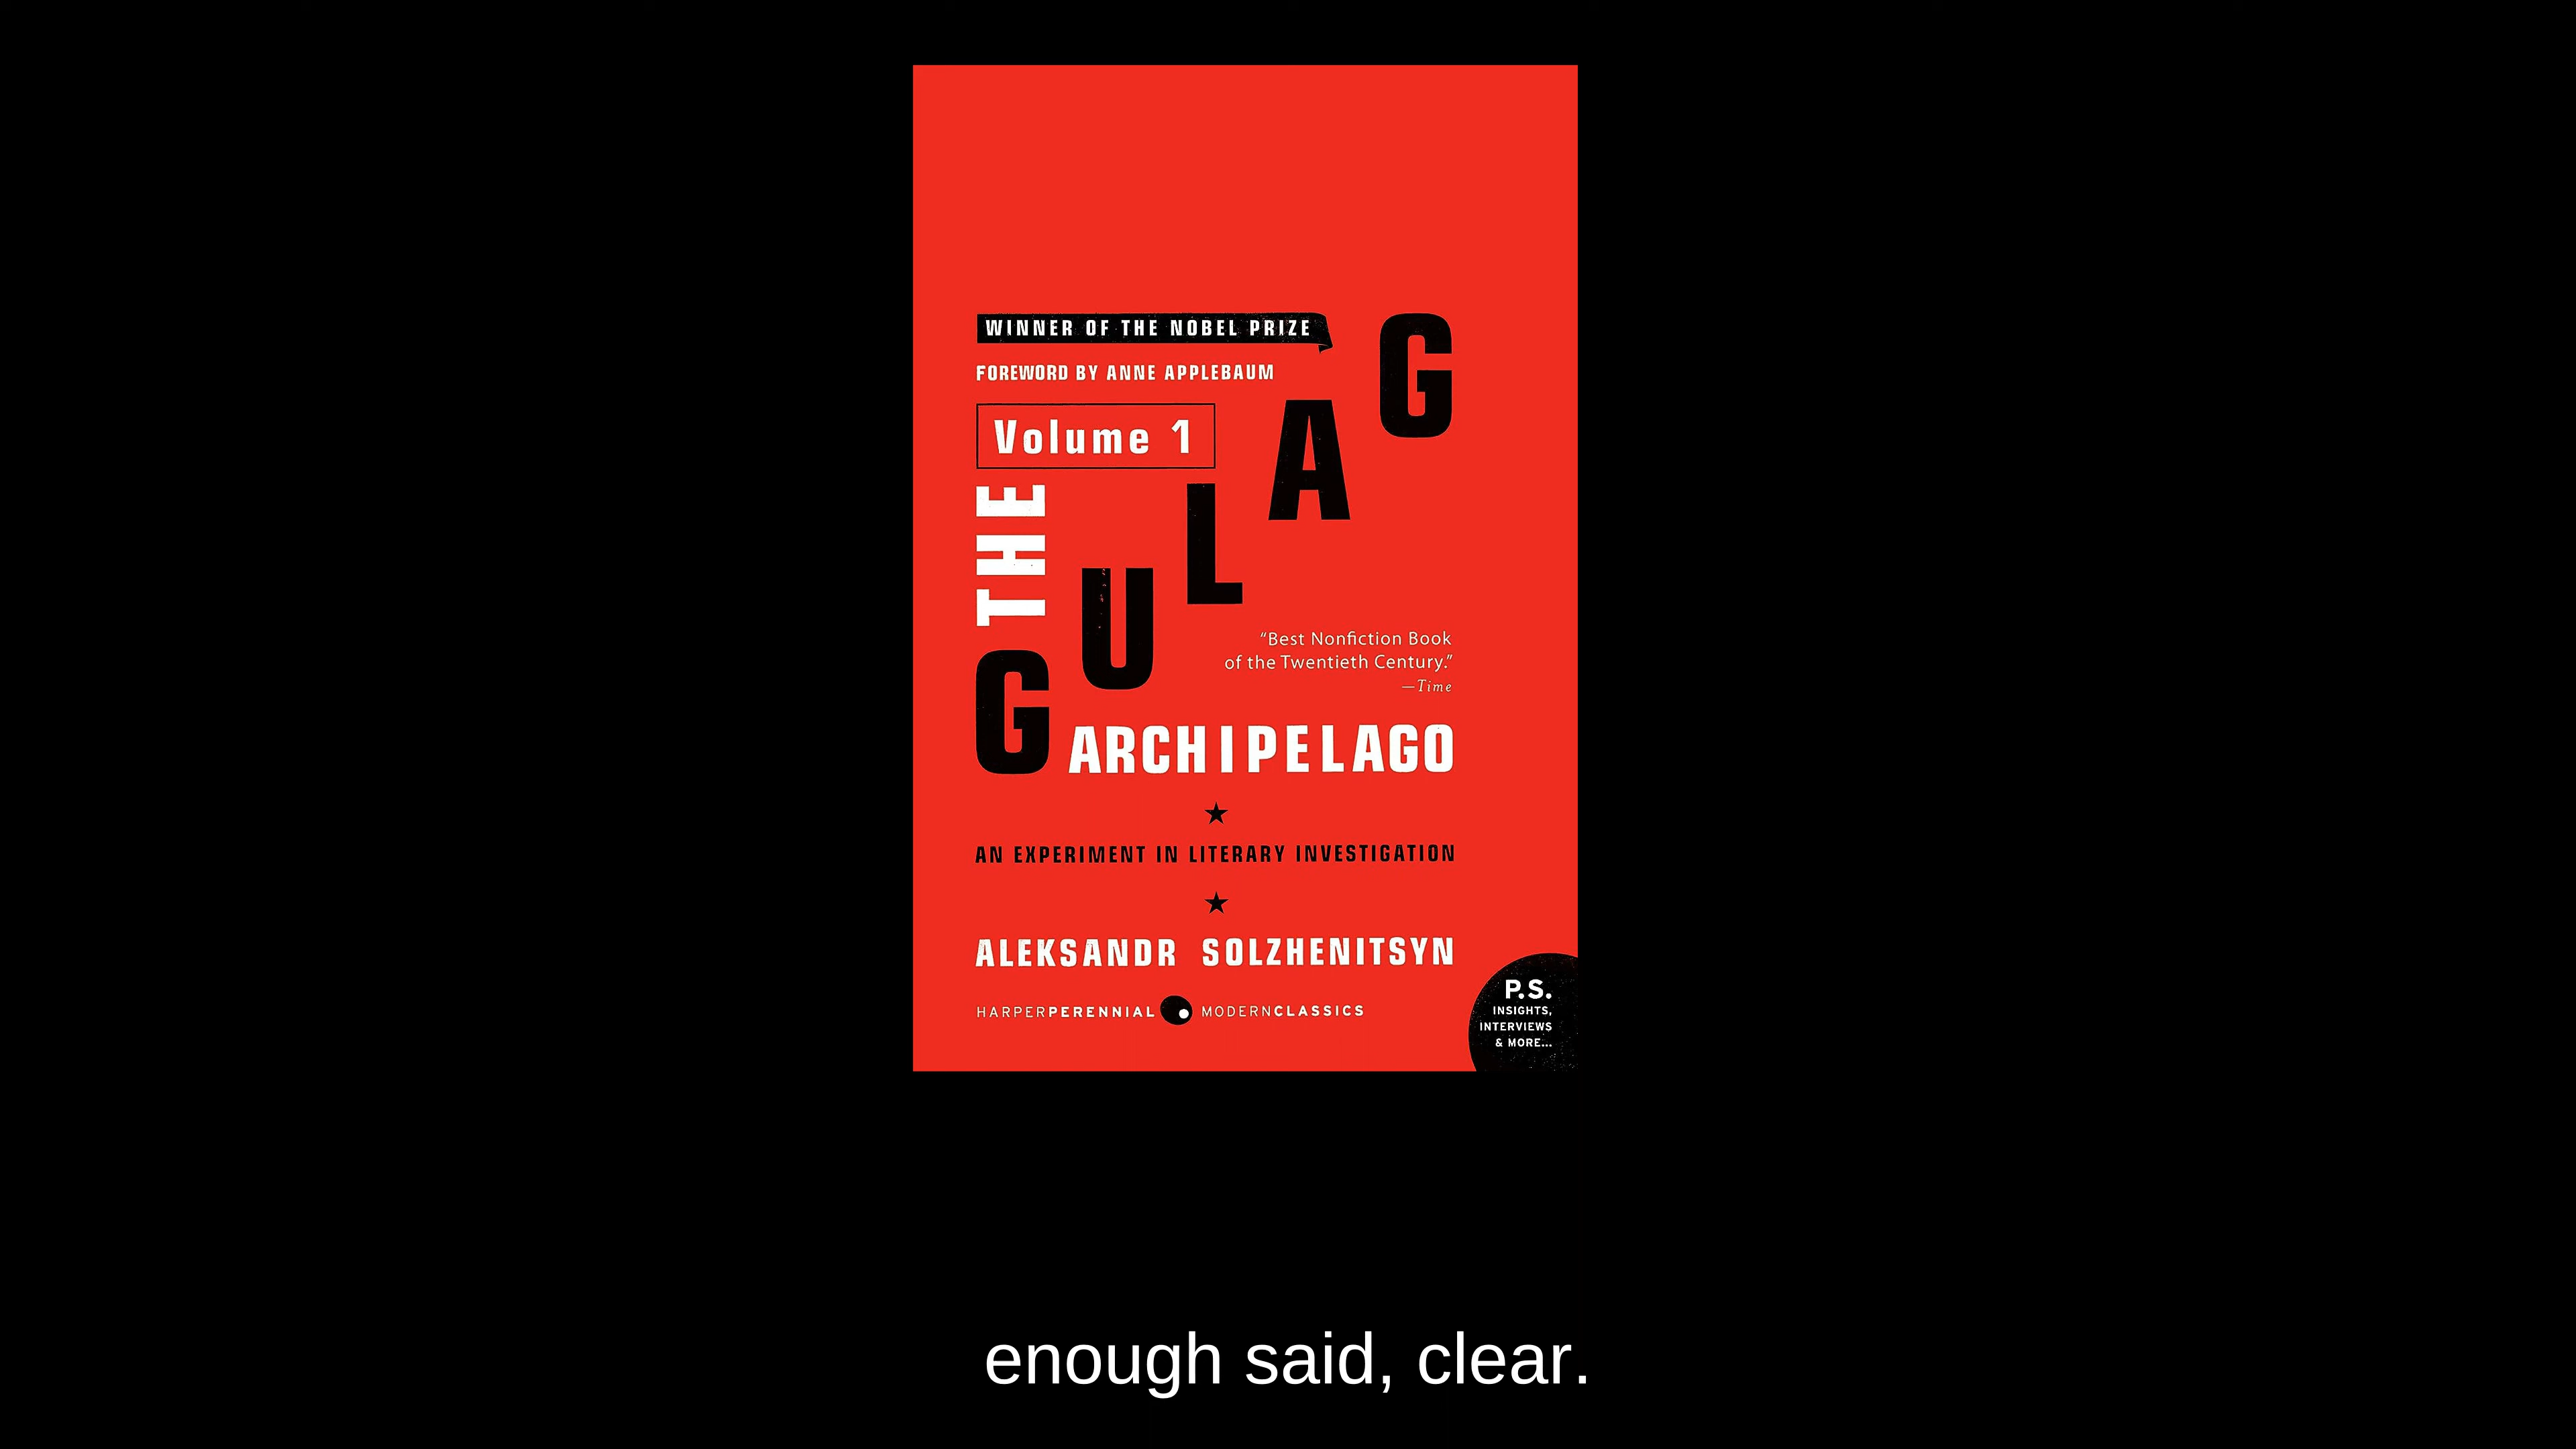 WINNER OF THE NOBEL PRIZE
FOREWORD BY ANNE APPLEBAUM
Volume 1
THE
GULAG
ARCHIPELAGO
“Best Nonfiction Book
of the Twentieth Century.”
—Time
AN EXPERIMENT IN LITERARY INVESTIGATION
ALEKSANDR SOLZHENITSYN
HARPERPERENNIAL MODERNCLASSICS
P.S.
INSIGHTS,
INTERVIEWS
& MORE...
enough said, clear.